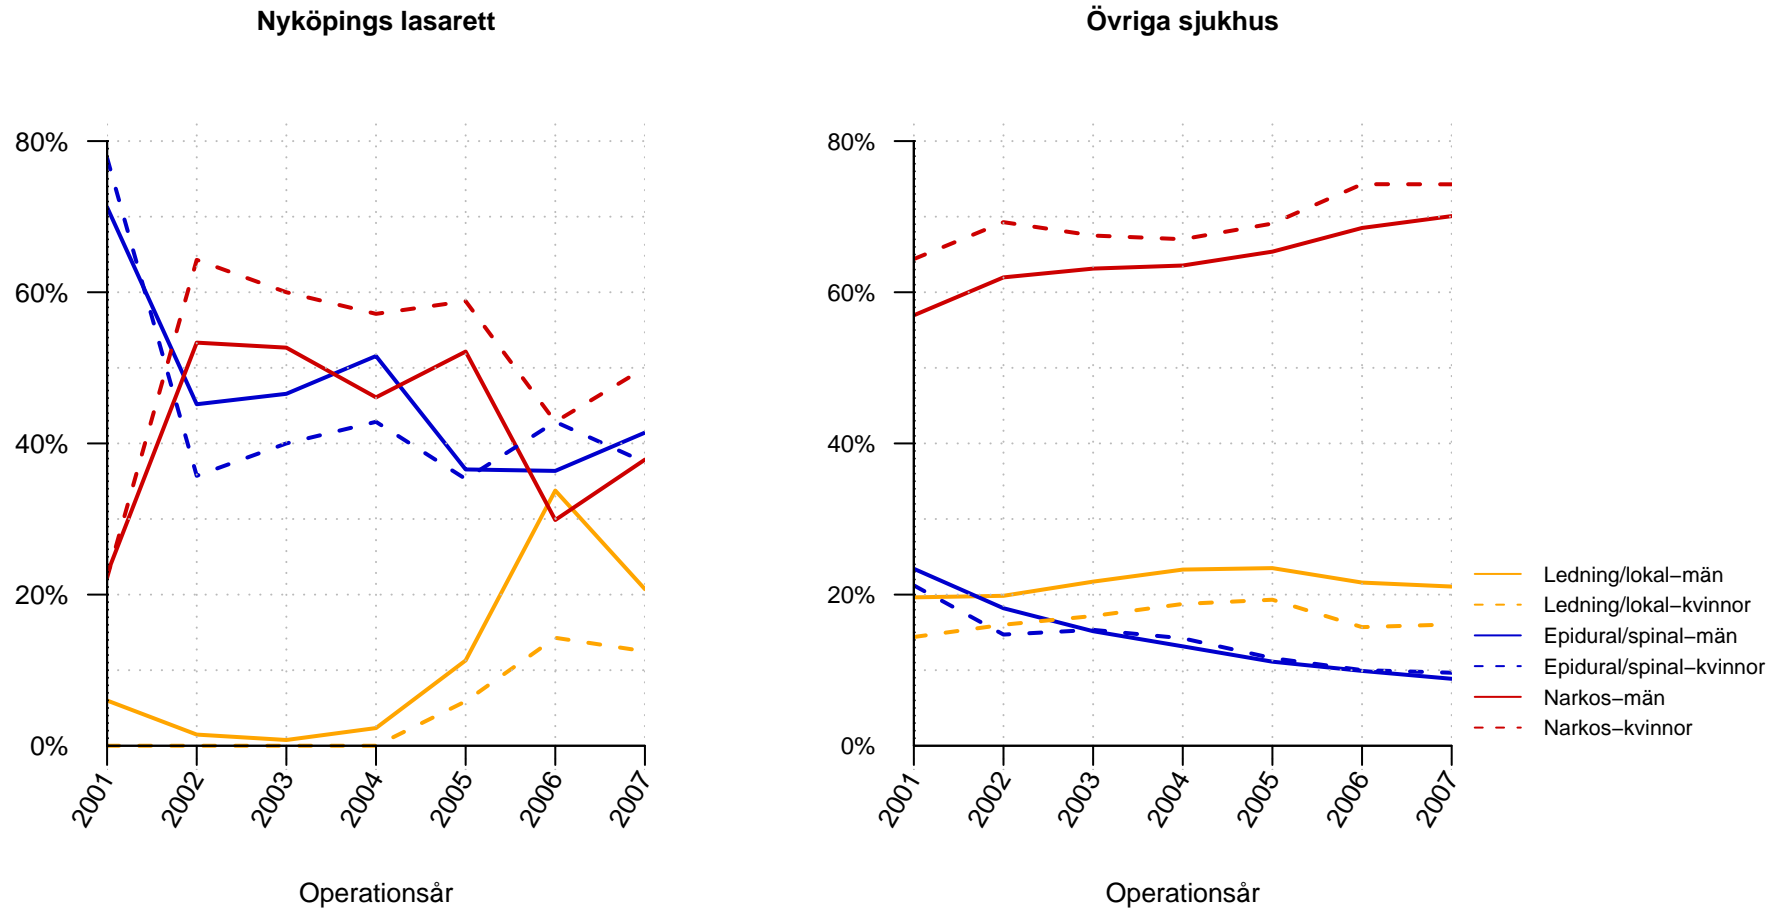 Nyköpings lasarett
80%
60%
40%
20%
0%
2001
2002
2003
2004
2005
2006
2007
Operationsår
Övriga sjukhus
80%
60%
40%
20%
0%
2001
2002
2003
2004
2005
2006
2007
Operationsår
Ledning/lokal−män
Ledning/lokal−kvinnor
Epidural/spinal−män
Epidural/spinal−kvinnor
Narkos−män
Narkos−kvinnor